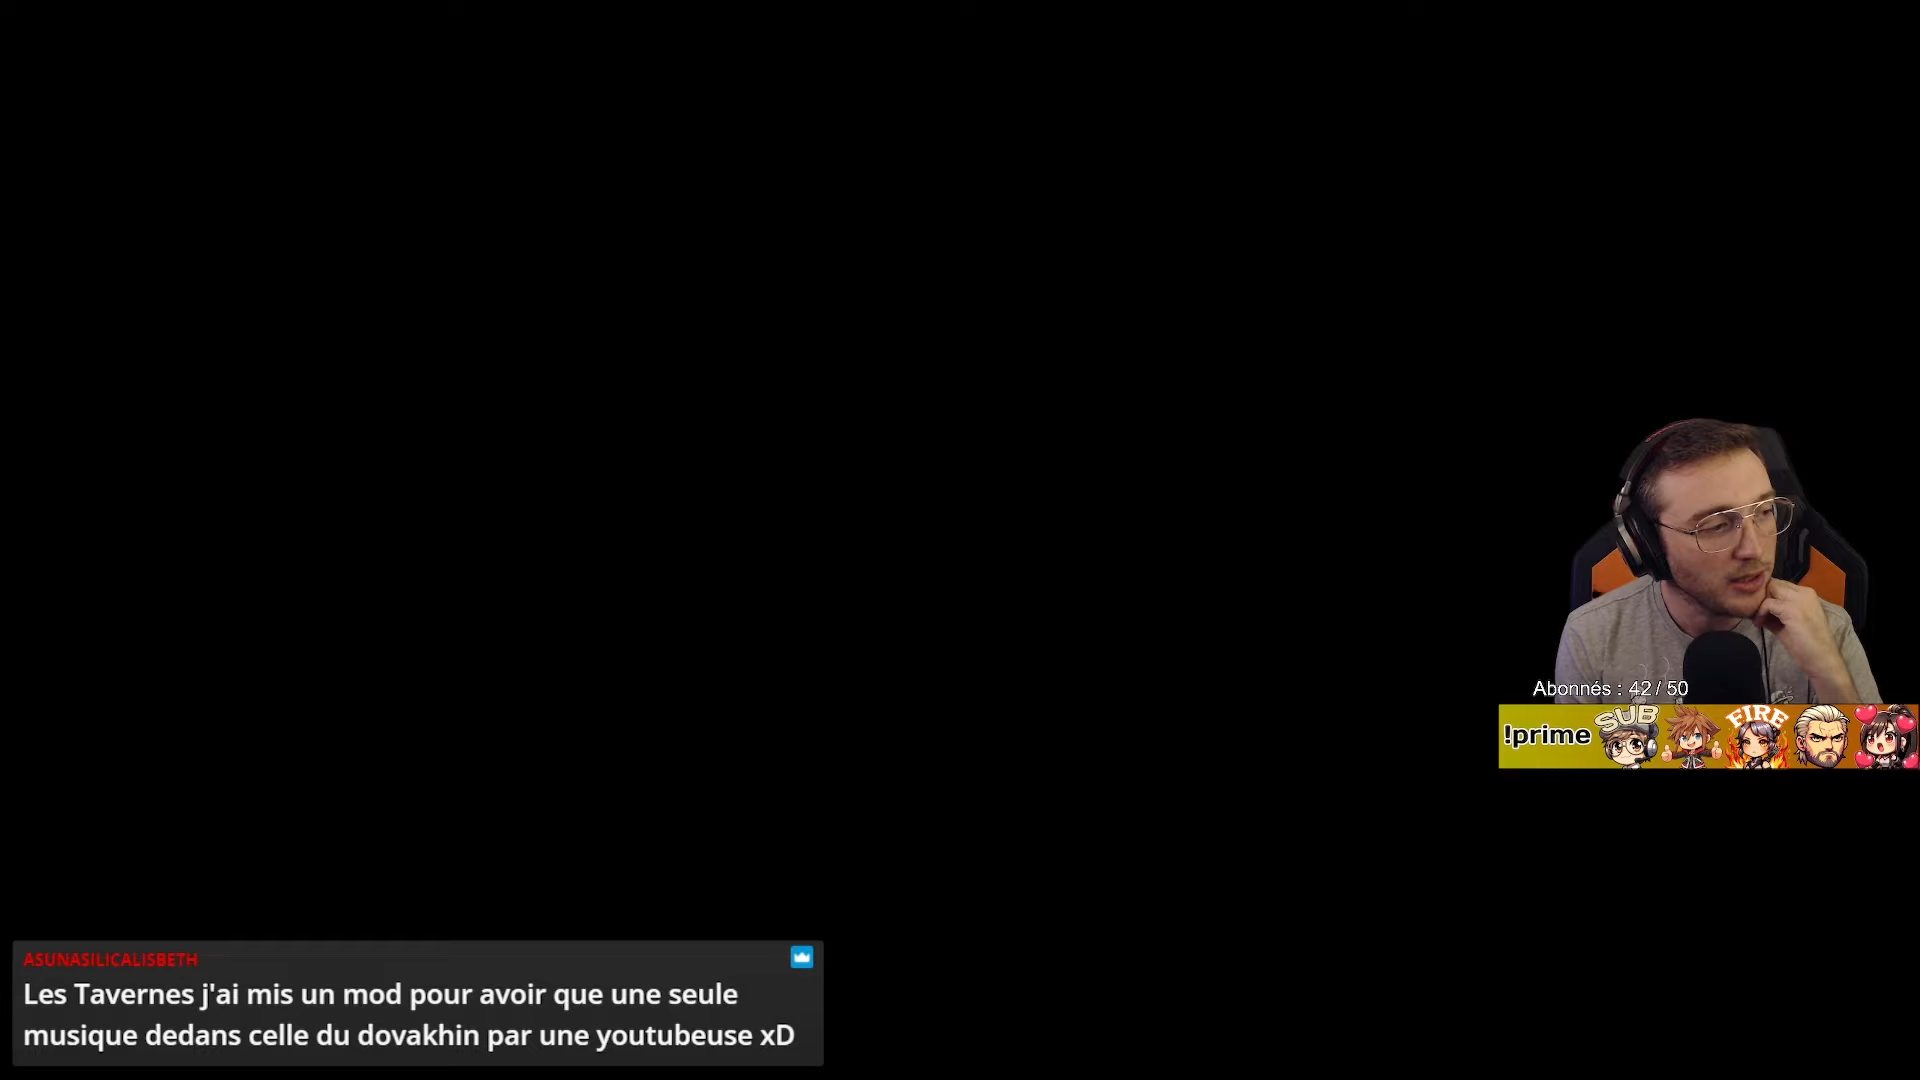 Abonnés : 42 / 50
!prime
SUB
FIRE
ASUNASILICALISBETH
Les Tavernes j'ai mis un mod pour avoir que une seule
musique dedans celle du dovakhin par une youtubeuse xD